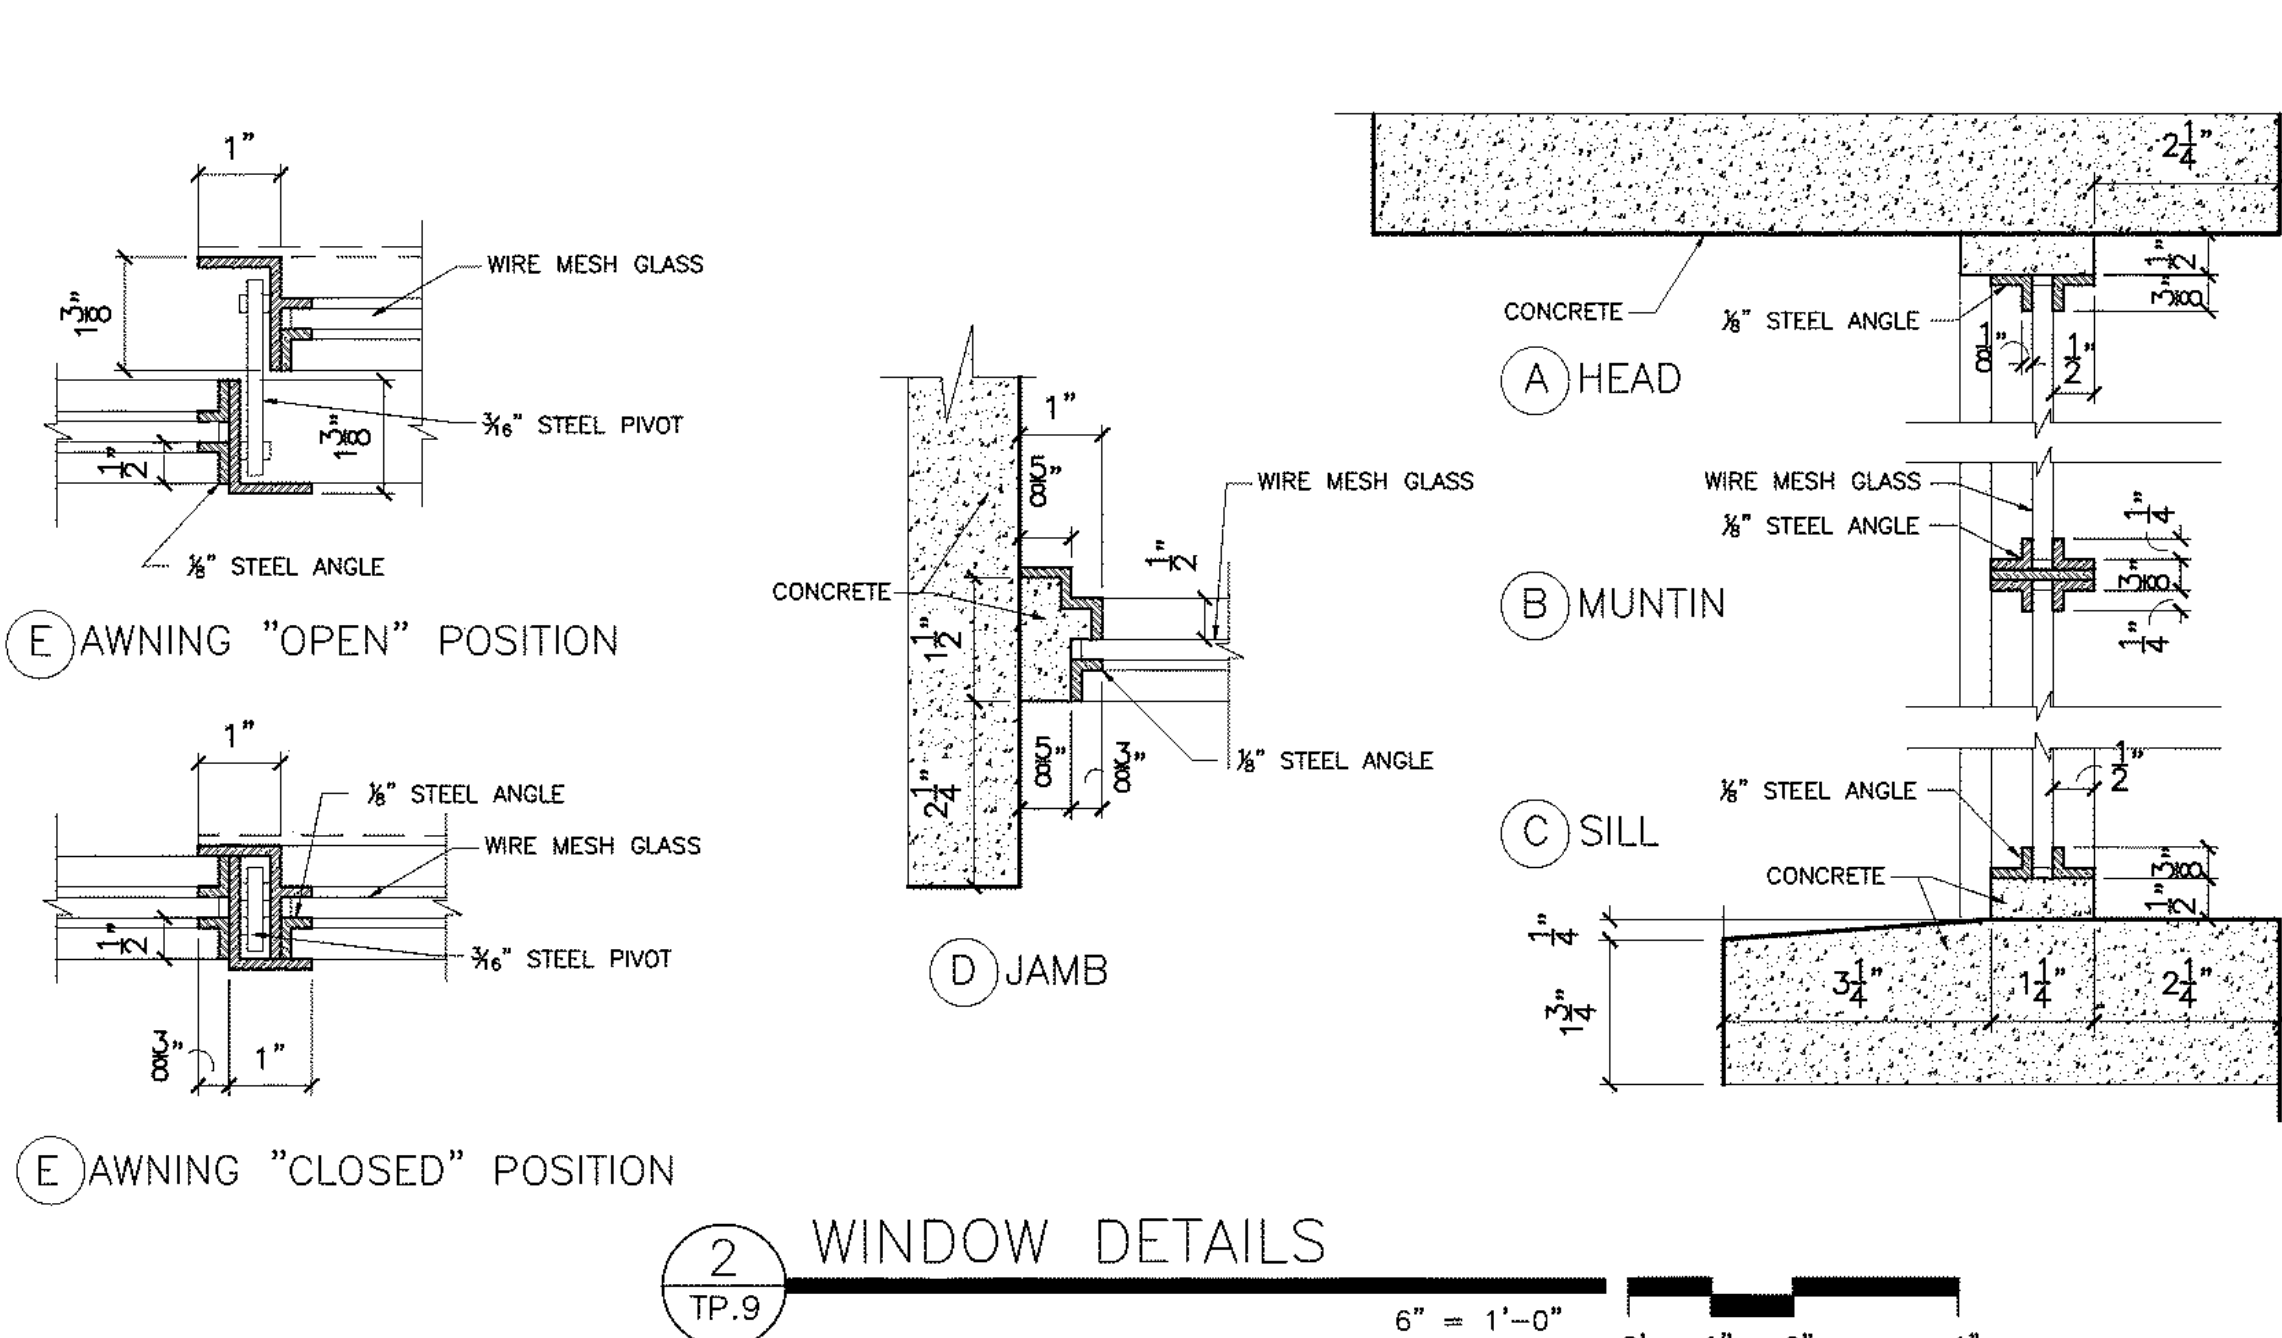 1"
1 3/8"
WIRE MESH GLASS
3/16" STEEL PIVOT
1 3/8"
1/2"
1/8" STEEL ANGLE
E AWNING "OPEN" POSITION
1"
1/8" STEEL ANGLE
WIRE MESH GLASS
1/2"
3/16" STEEL PIVOT
3/8"
1"
E AWNING "CLOSED" POSITION
1"
5/8"
WIRE MESH GLASS
1/2"
CONCRETE
1 1/2"
5/8"
3/8"
1/8" STEEL ANGLE
2 1/4"
D JAMB
2 1/4"
1/2"
3/8"
CONCRETE
1/8" STEEL ANGLE
1/8"
1/2"
A HEAD
WIRE MESH GLASS
1/8" STEEL ANGLE
1/4"
3/8"
1/4"
B MUNTIN
1/2"
1/8" STEEL ANGLE
C SILL
CONCRETE
3/8"
1/2"
1/4"
3 1/4"
1 1/4"
2 1/4"
1 3/4"
2
TP.9
WINDOW DETAILS
6" = 1'-0"